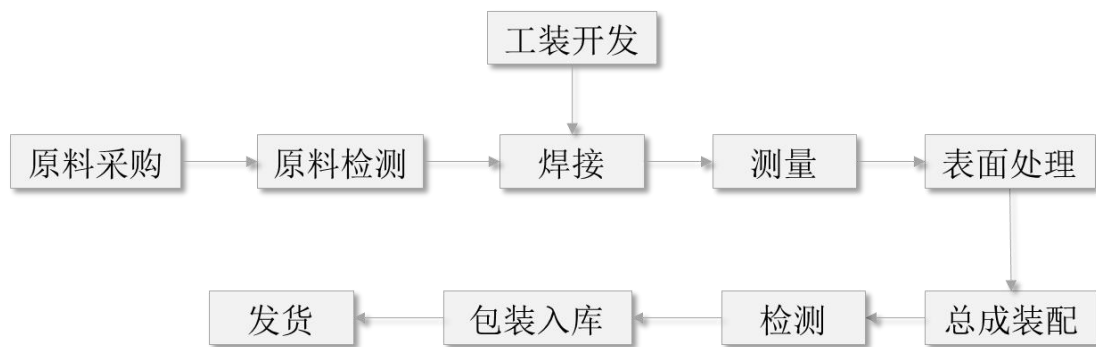 工装开发
原料采购
原料检测
焊接
测量
表面处理
总成装配
检测
包装入库
发货